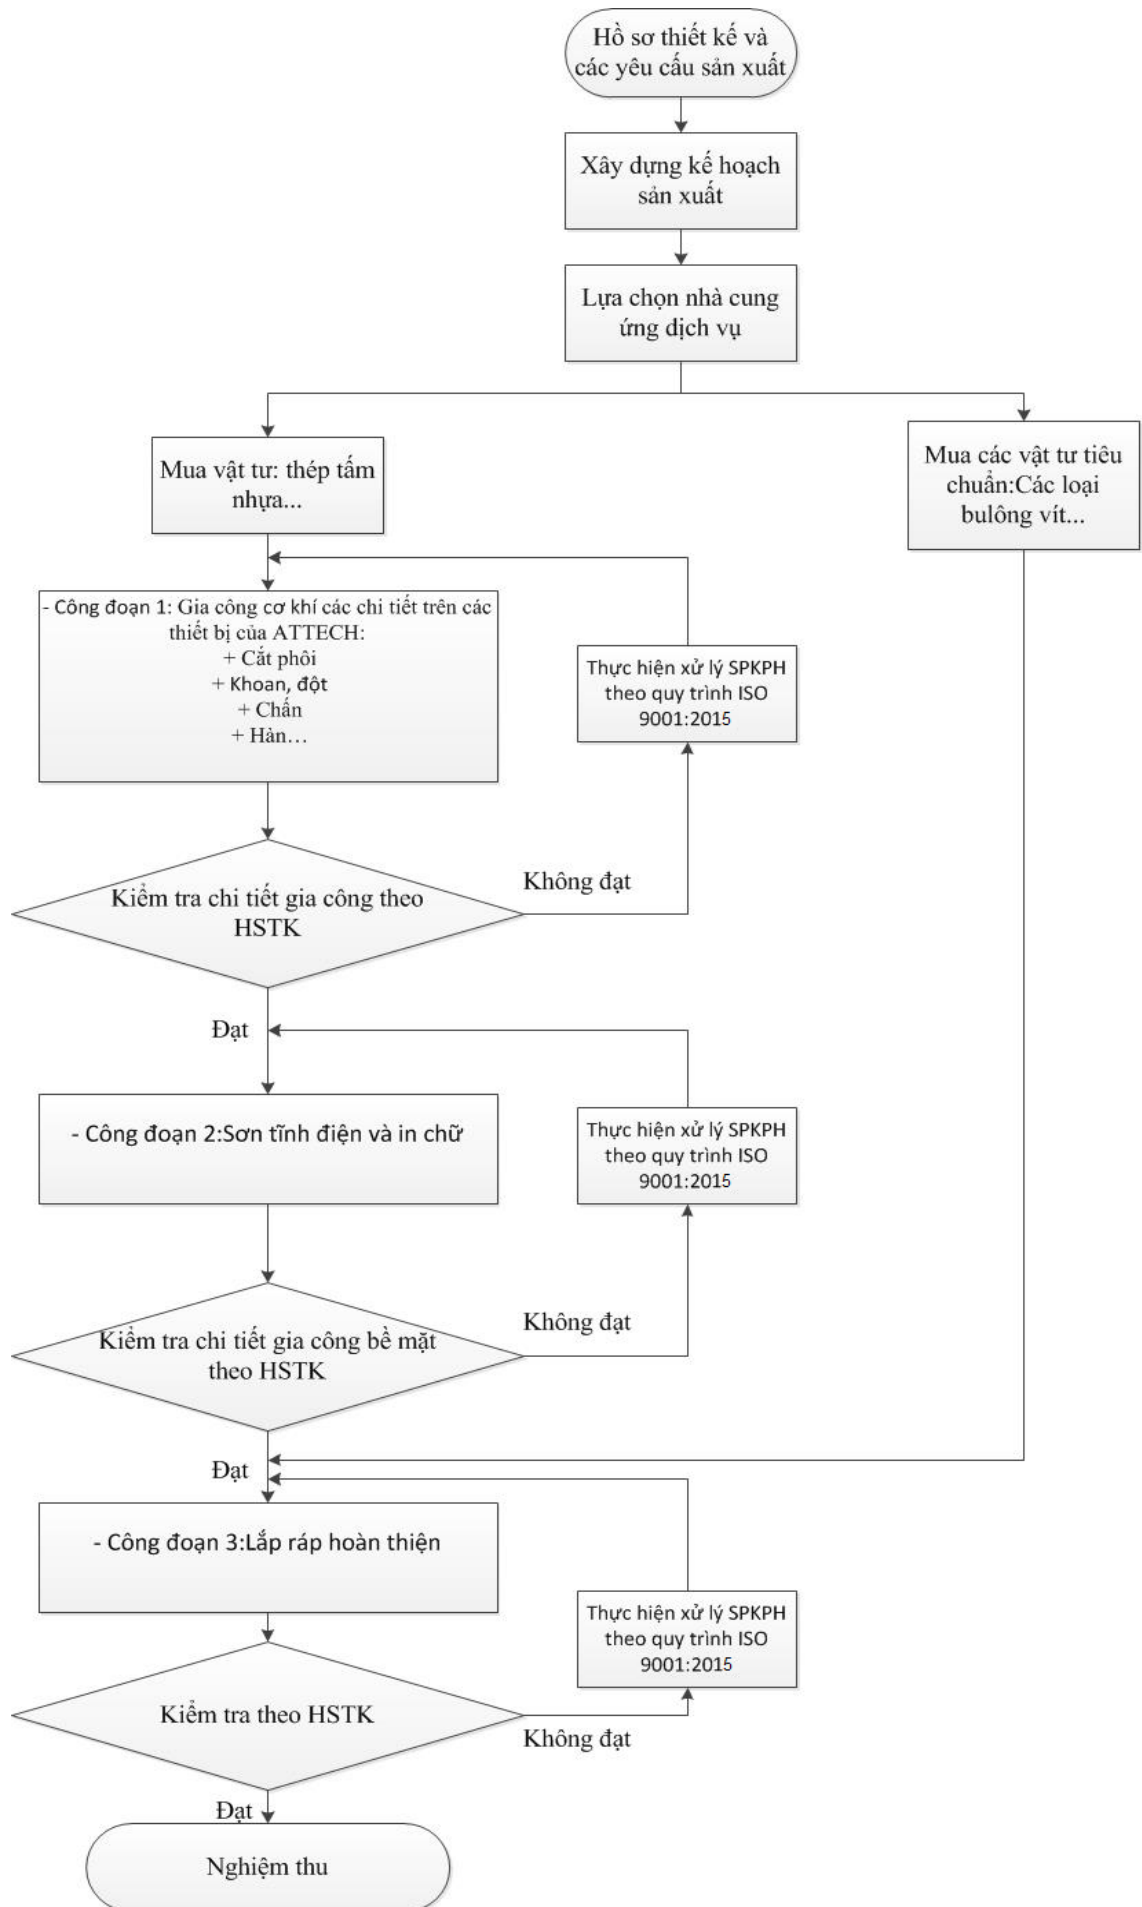 Hồ sơ thiết kế và
các yêu cấu sản xuất
Xây dựng kế hoạch
sản xuất
Lựa chọn nhà cung
ứng dịch vụ
Mua vật tư: thép tấm
nhựa...
Mua các vật tư tiêu
chuẩn:Các loại
bulông vít...
- Công đoạn 1: Gia công cơ khí các chi tiết trên các
thiết bị của ATTECH:
+ Cắt phôi
+ Khoan, đột
+ Chấn
+ Hàn…
Thực hiện xử lý SPKPH
theo quy trình ISO
9001:2015
Kiểm tra chi tiết gia công theo
HSTK
Không đạt
Đạt
- Công đoạn 2:Sơn tĩnh điện và in chữ
Thực hiện xử lý SPKPH
theo quy trình ISO
9001:2015
Kiểm tra chi tiết gia công bề mặt
theo HSTK
Không đạt
Đạt
- Công đoạn 3:Lắp ráp hoàn thiện
Thực hiện xử lý SPKPH
theo quy trình ISO
9001:2015
Kiểm tra theo HSTK
Không đạt
Đạt
Nghiệm thu